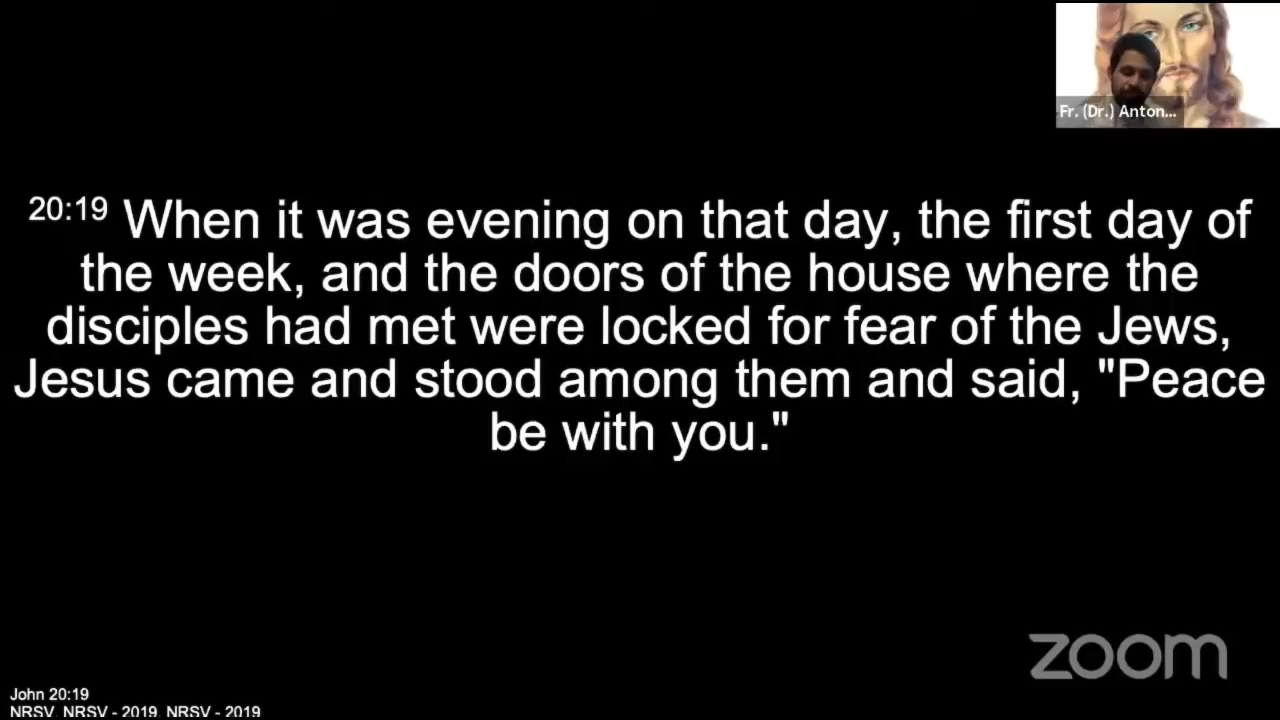 Fr. (Dr.) Anton...
20:19 When it was evening on that day, the first day of
the week, and the doors of the house where the
disciples had met were locked for fear of the Jews,
Jesus came and stood among them and said, "Peace
be with you."
zoom
John 20:19
NRSV, NRSV - 2019, NRSV - 2019